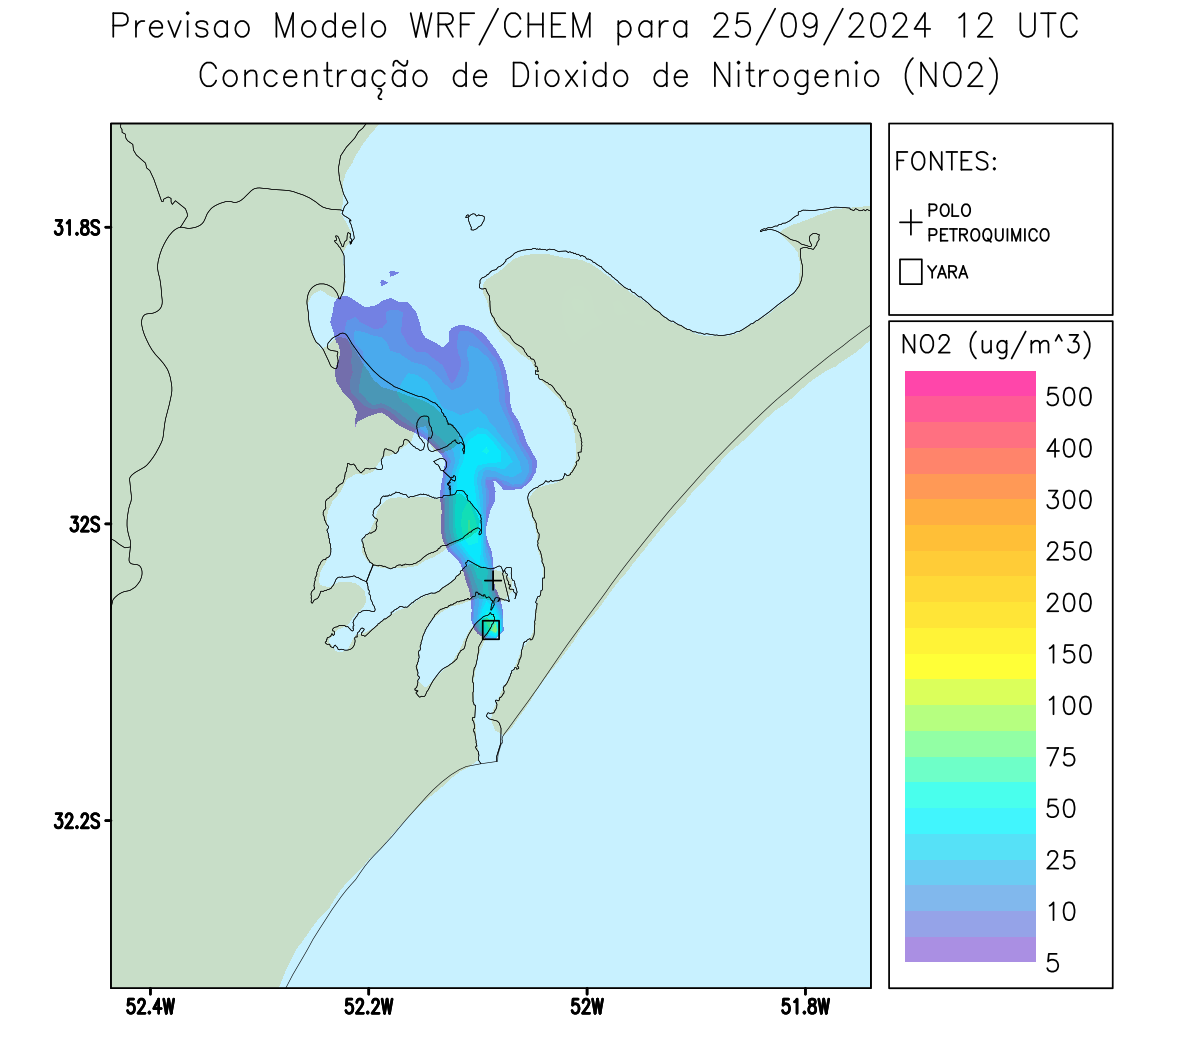 Previsao Modelo WRF/CHEM para 25/09/2024 12 UTC
Concentração de Dioxido de Nitrogenio (NO2)
FONTES:
POLO
PETROQUIMICO
YARA
NO2 (ug/m^3)
500
400
300
250
200
150
100
75
50
25
10
5
31.8S
32S
32.2S
52.4W
52.2W
52W
51.8W